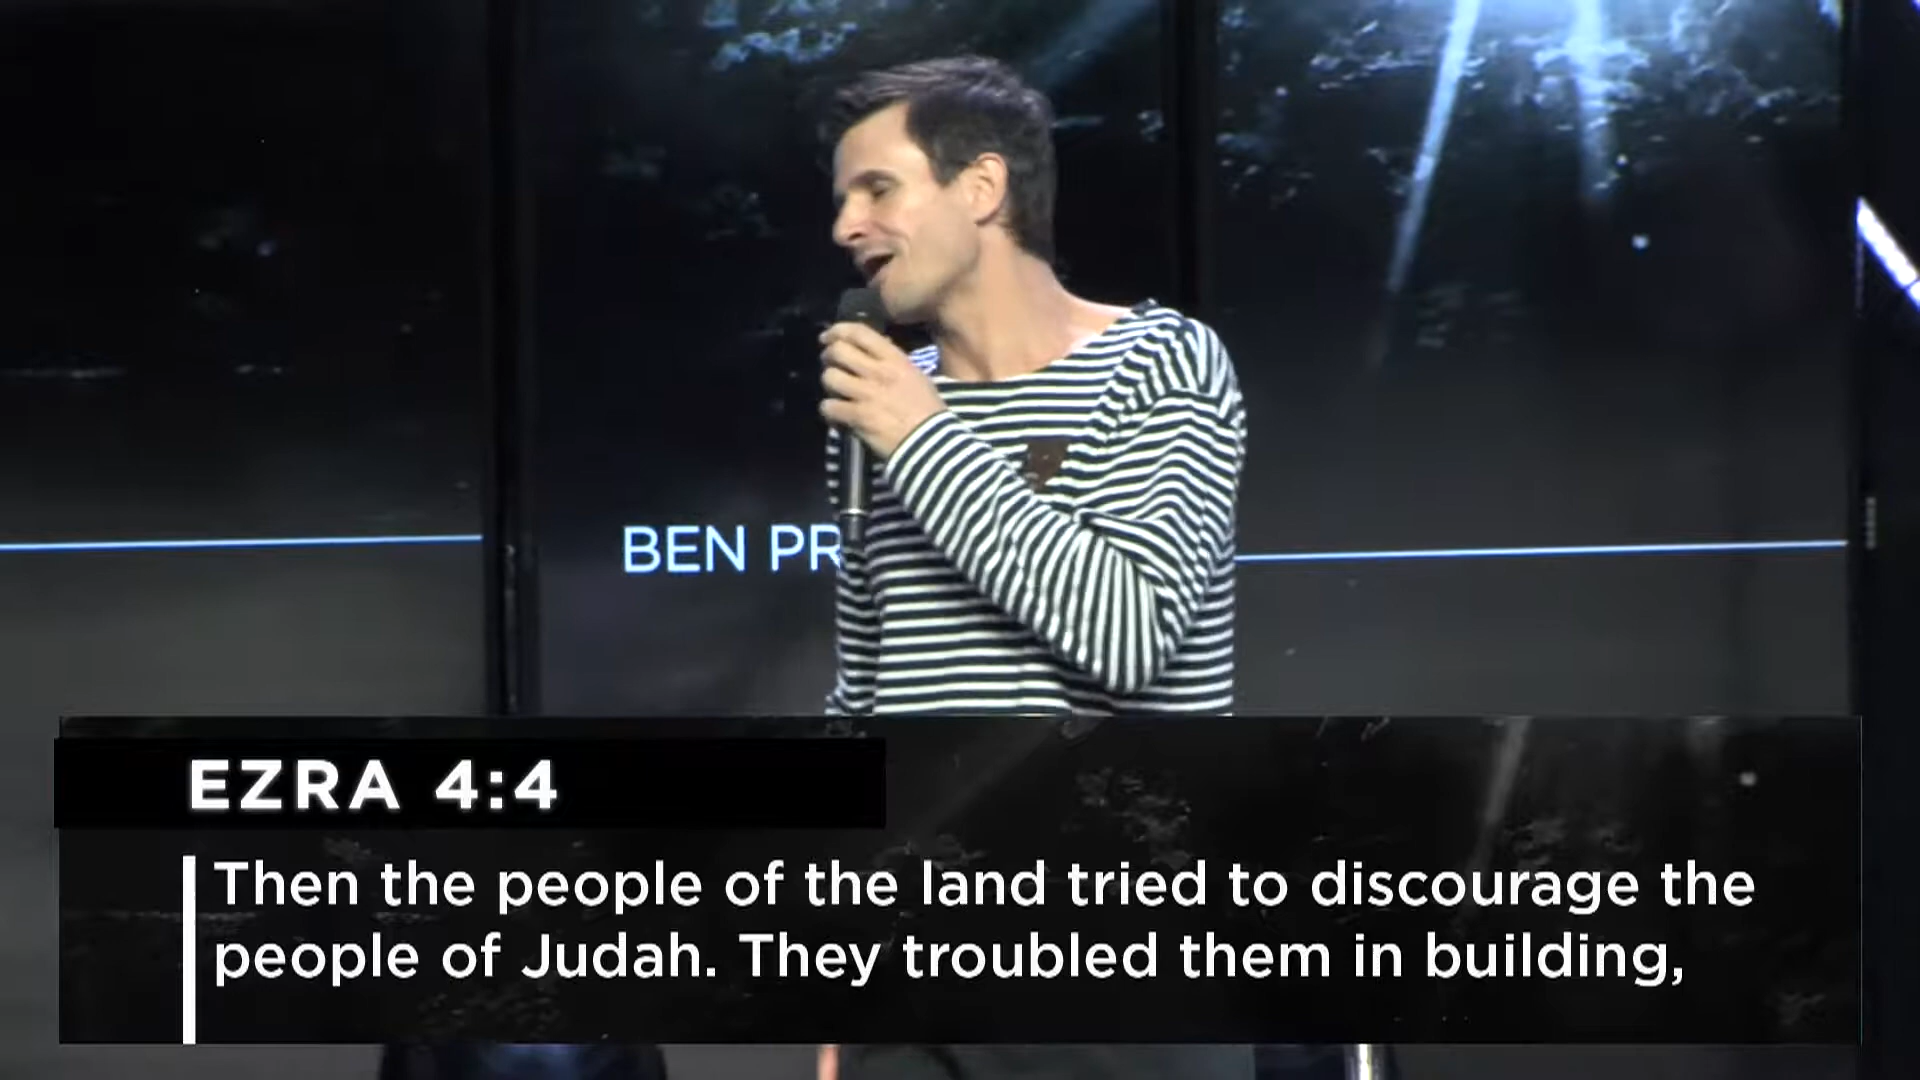 BEN PR
EZRA 4:4
Then the people of the land tried to discourage the
people of Judah. They troubled them in building,